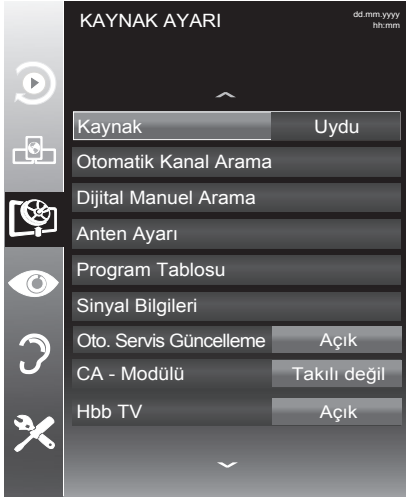 KAYNAK AYARI
dd.mm.yyyy
hh:mm
Kaynak Uydu
Otomatik Kanal Arama
Dijital Manuel Arama
Anten Ayarı
Program Tablosu
Sinyal Bilgileri
Oto. Servis Güncelleme Açık
CA - Modülü Takılı değil
Hbb TV Açık